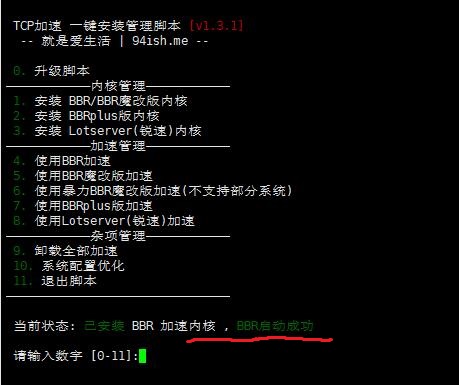 TCP加速 一键安装管理脚本 [v1.3.1]
-- 就是爱生活 | 94ish.me --
0. 升级脚本
内核管理
1. 安装 BBR/BBR魔改版内核
2. 安装 BBRplus版内核
3. 安装 Lotserver(锐速)内核
加速管理
4. 使用BBR加速
5. 使用BBR魔改版加速
6. 使用暴力BBR魔改版加速(不支持部分系统)
7. 使用BBRplus版加速
8. 使用Lotserver(锐速)加速
杂项管理
9. 卸载全部加速
10. 系统配置优化
11. 退出脚本
当前状态: 已安装 BBR 加速内核 , BBR启动成功
请输入数字 [0-11]: